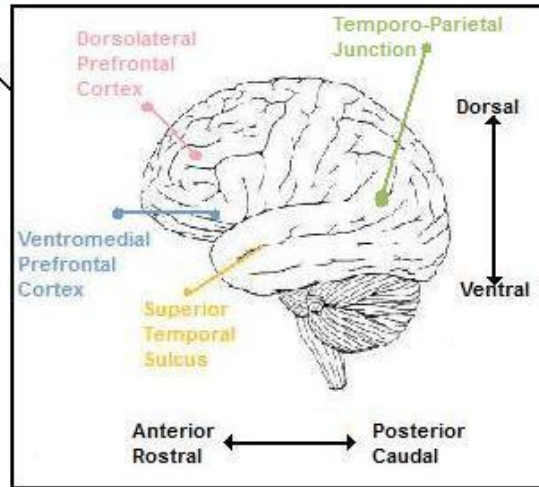 Dorsolateral
Prefrontal
Cortex
Temporo-Parietal
Junction
Dorsal
Ventromedial
Prefrontal
Cortex
Ventral
Superior
Temporal
Sulcus
Anterior
Rostral
Posterior
Caudal